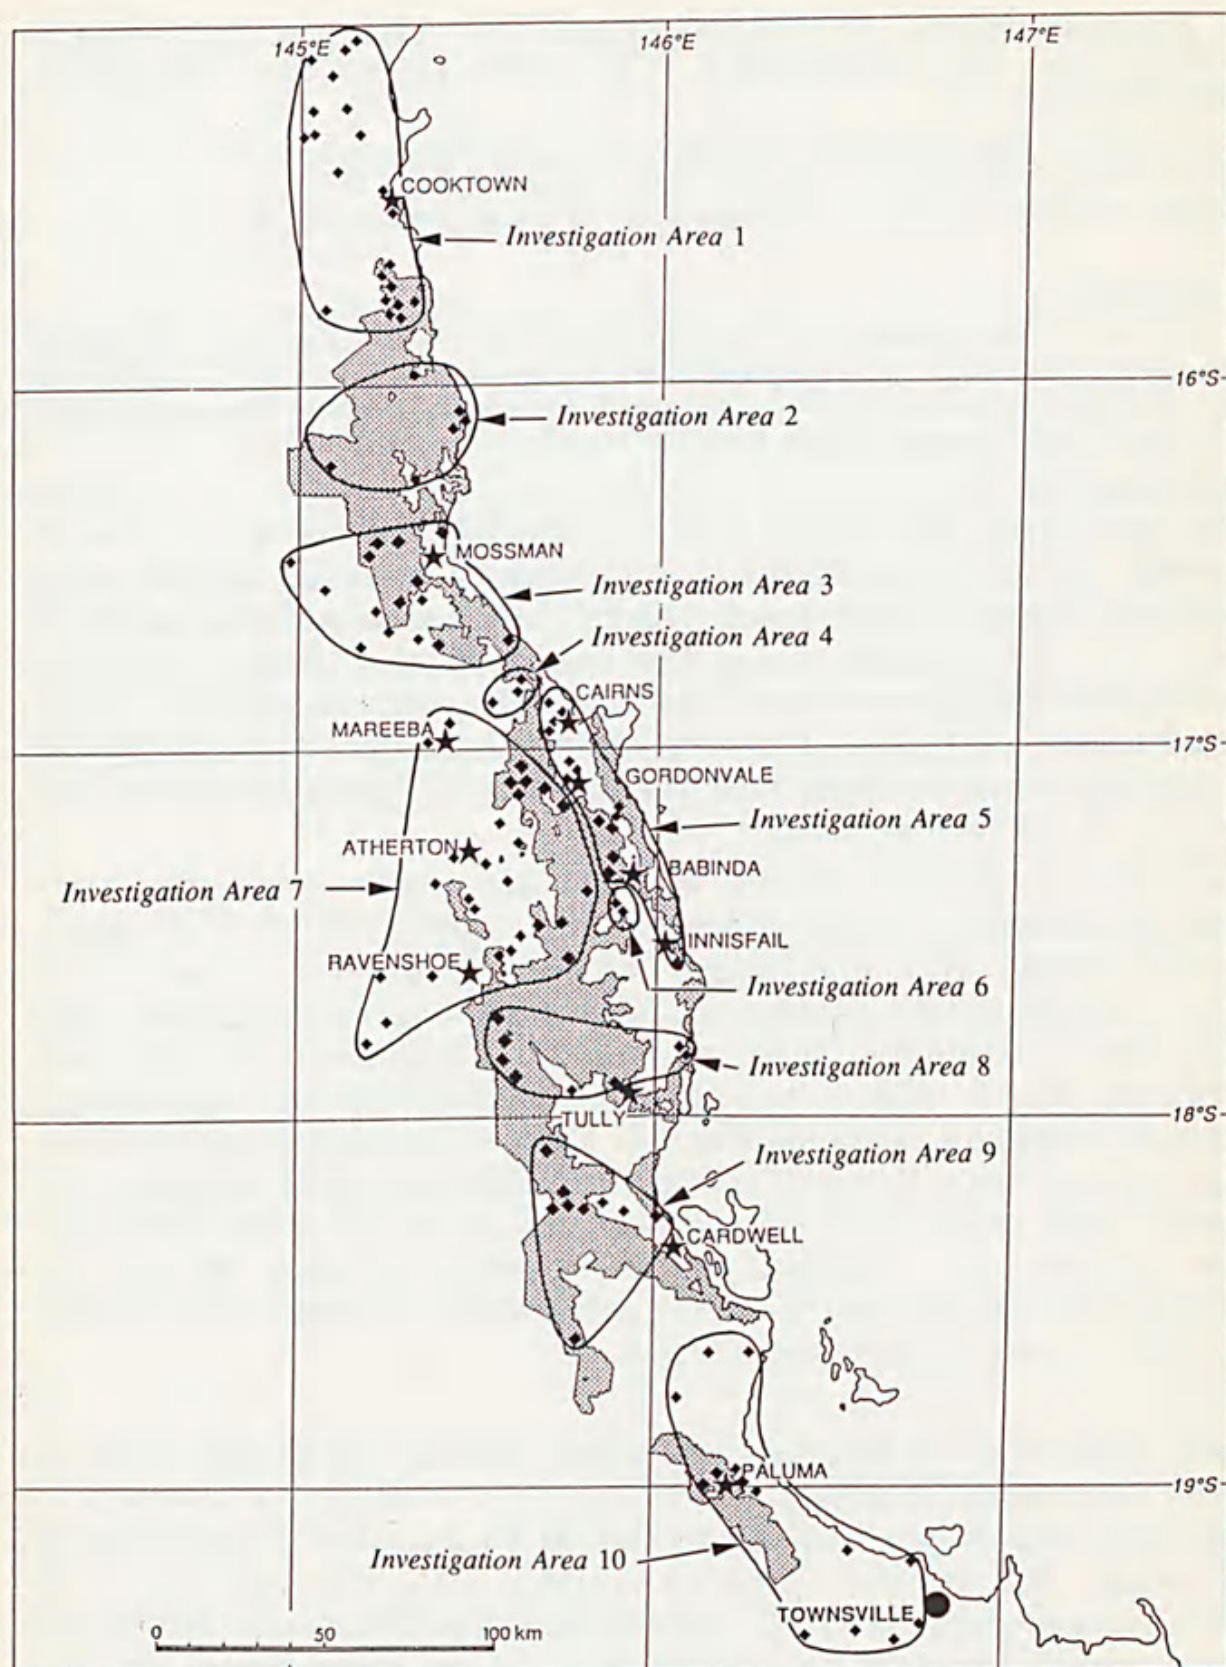 145°E
146°E
147°E
COOKTOWN
Investigation Area 1
16°S
Investigation Area 2
MOSSMAN
Investigation Area 3
Investigation Area 4
CAIRNS
MAREEBA
17°S
GORDONVALE
Investigation Area 5
ATHERTON
BABINDA
Investigation Area 7
INNISFAIL
RAVENSHOE
Investigation Area 6
Investigation Area 8
18°S
TULLY
Investigation Area 9
CARDWELL
PALUMA
19°S
Investigation Area 10
TOWNSVILLE
0 50 100 km